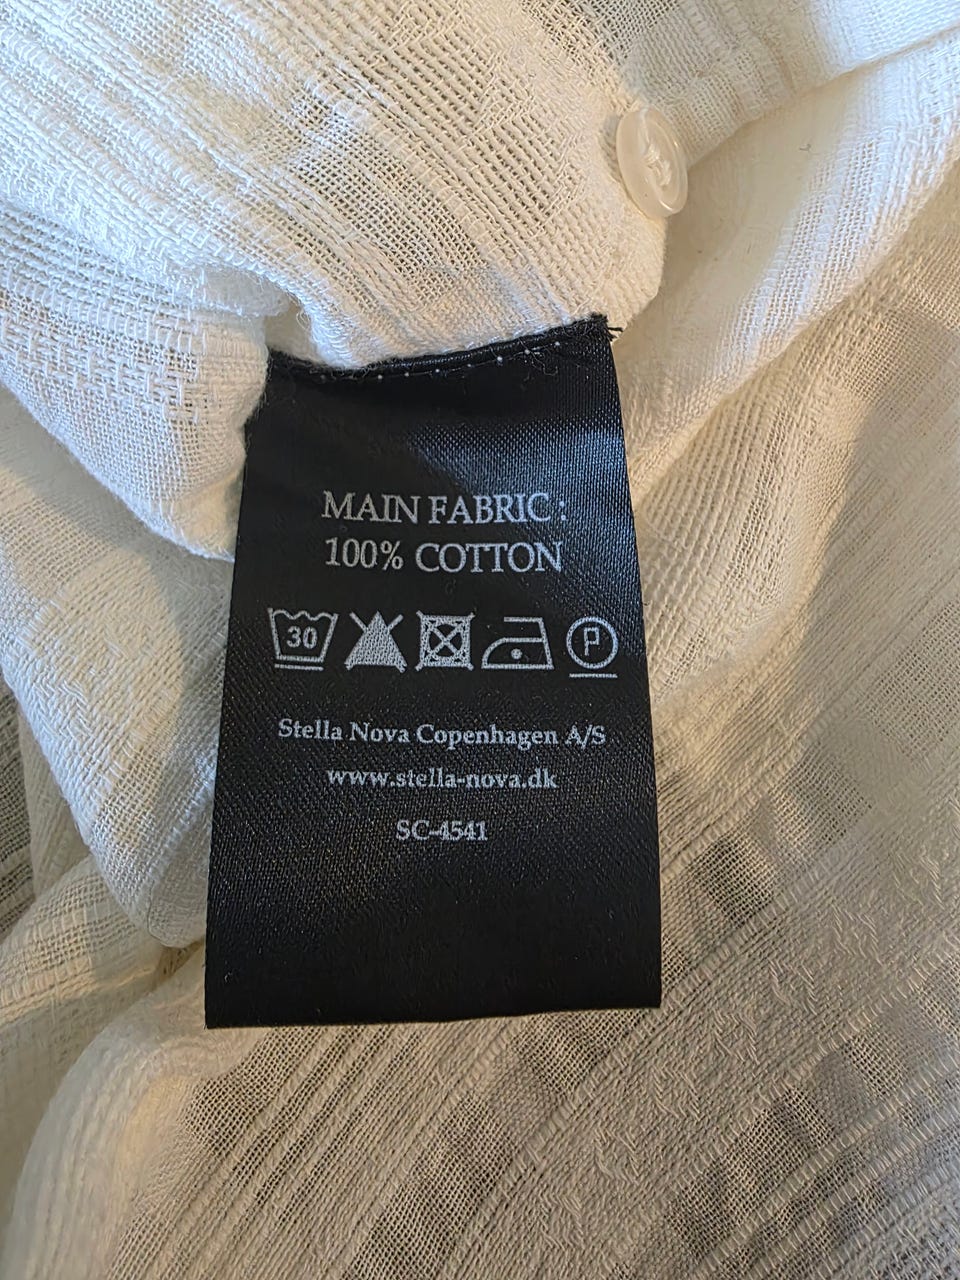 MAIN FABRIC :
100% COTTON
30 P
Stella Nova Copenhagen A/S
www.stella-nova.dk
SC-4541